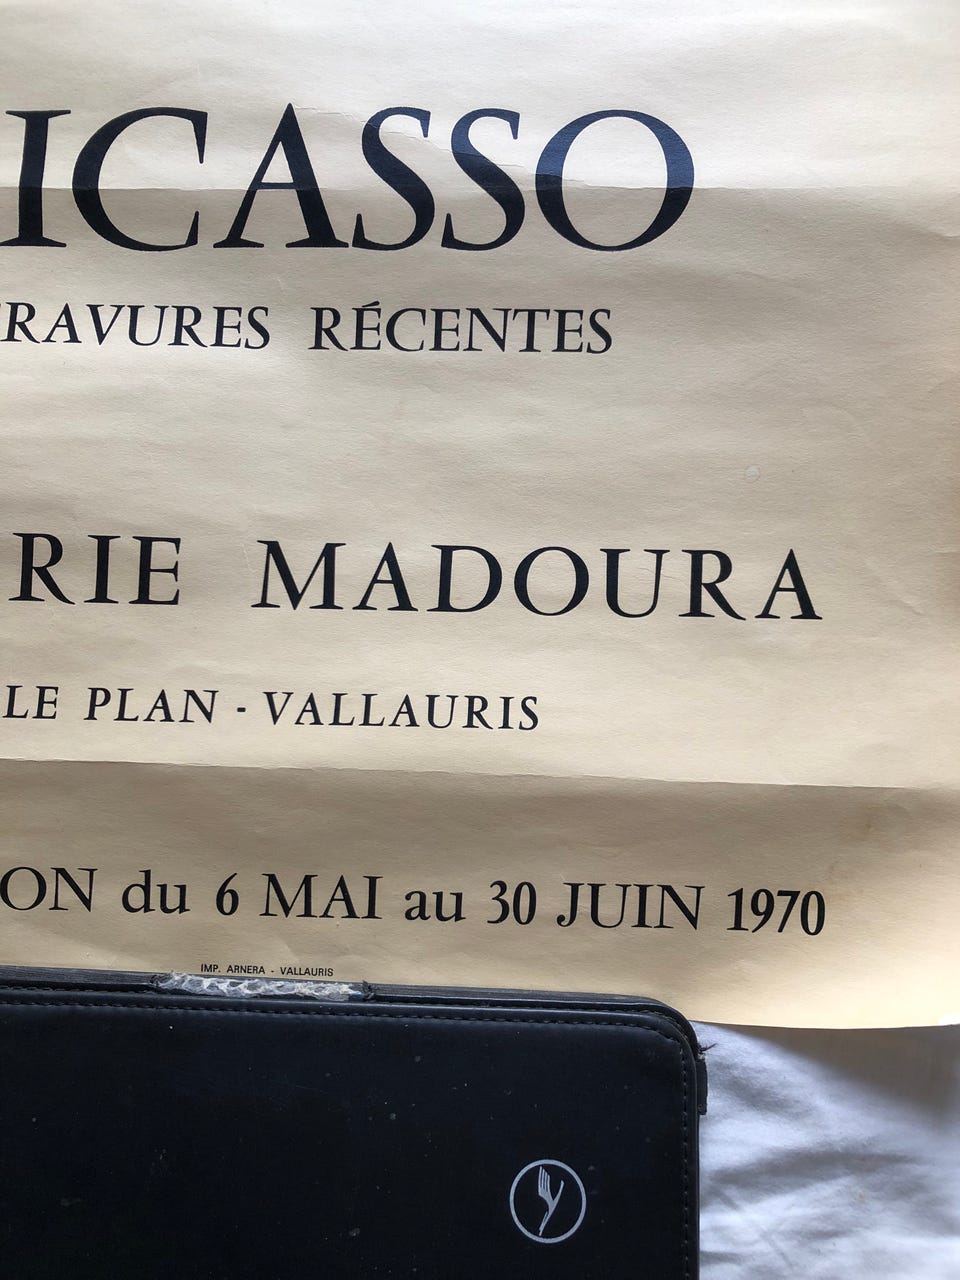 ICASSO
RAVURES RÉCENTES
RIE MADOURA
LE PLAN - VALLAURIS
ON du 6 MAI au 30 JUIN 1970
IMP. ARNERA - VALLAURIS